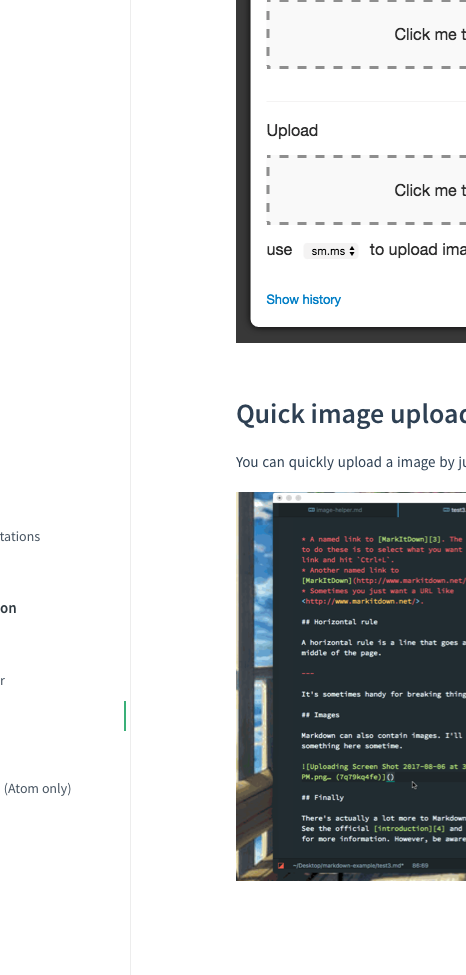 Click me t
Upload
Click me t
use sm.ms to upload ima
Show history
Quick image upload
You can quickly upload a image by ju
tations
on
r
(Atom only)
image-helper.md test3.
* A named link to [MarkItDown][3]. The
to do these is to select what you want
link and hit `Ctrl+L`.
* Another named link to
[MarkItDown](http://www.markitdown.net/
* Sometimes you just want a URL like
<http://www.markitdown.net/>.
## Horizontal rule
A horizontal rule is a line that goes a
middle of the page.
---
It's sometimes handy for breaking thing
## Images
Markdown can also contain images. I'll
something here sometime.
![Uploading Screen Shot 2017-08-06 at 3
PM.png… (7q79kq4fe)]()
## Finally
There's actually a lot more to Markdown
See the official [introduction][4] and
for more information. However, be aware
~/Desktop/markdown-example/test3.md* 86:69